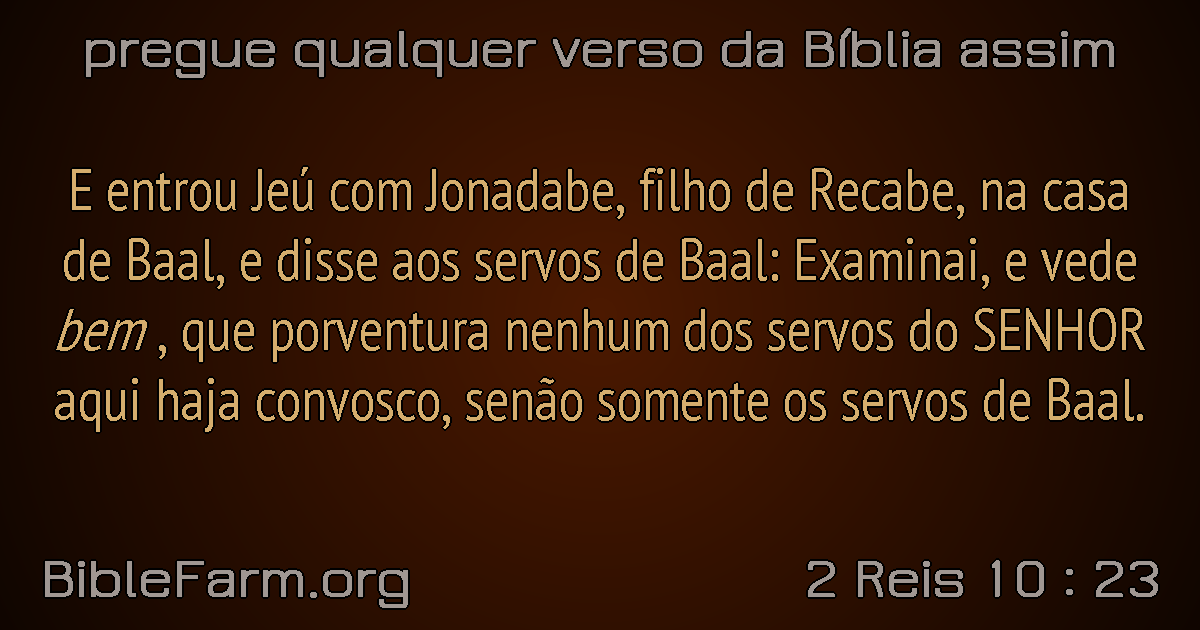 pregue qualquer verso da Bíblia assim
E entrou Jeú com Jonadabe, filho de Recabe, na casa
de Baal, e disse aos servos de Baal: Examinai, e vede
bem , que porventura nenhum dos servos do SENHOR
aqui haja convosco, senão somente os servos de Baal.
BibleFarm.org
2 Reis 10 : 23